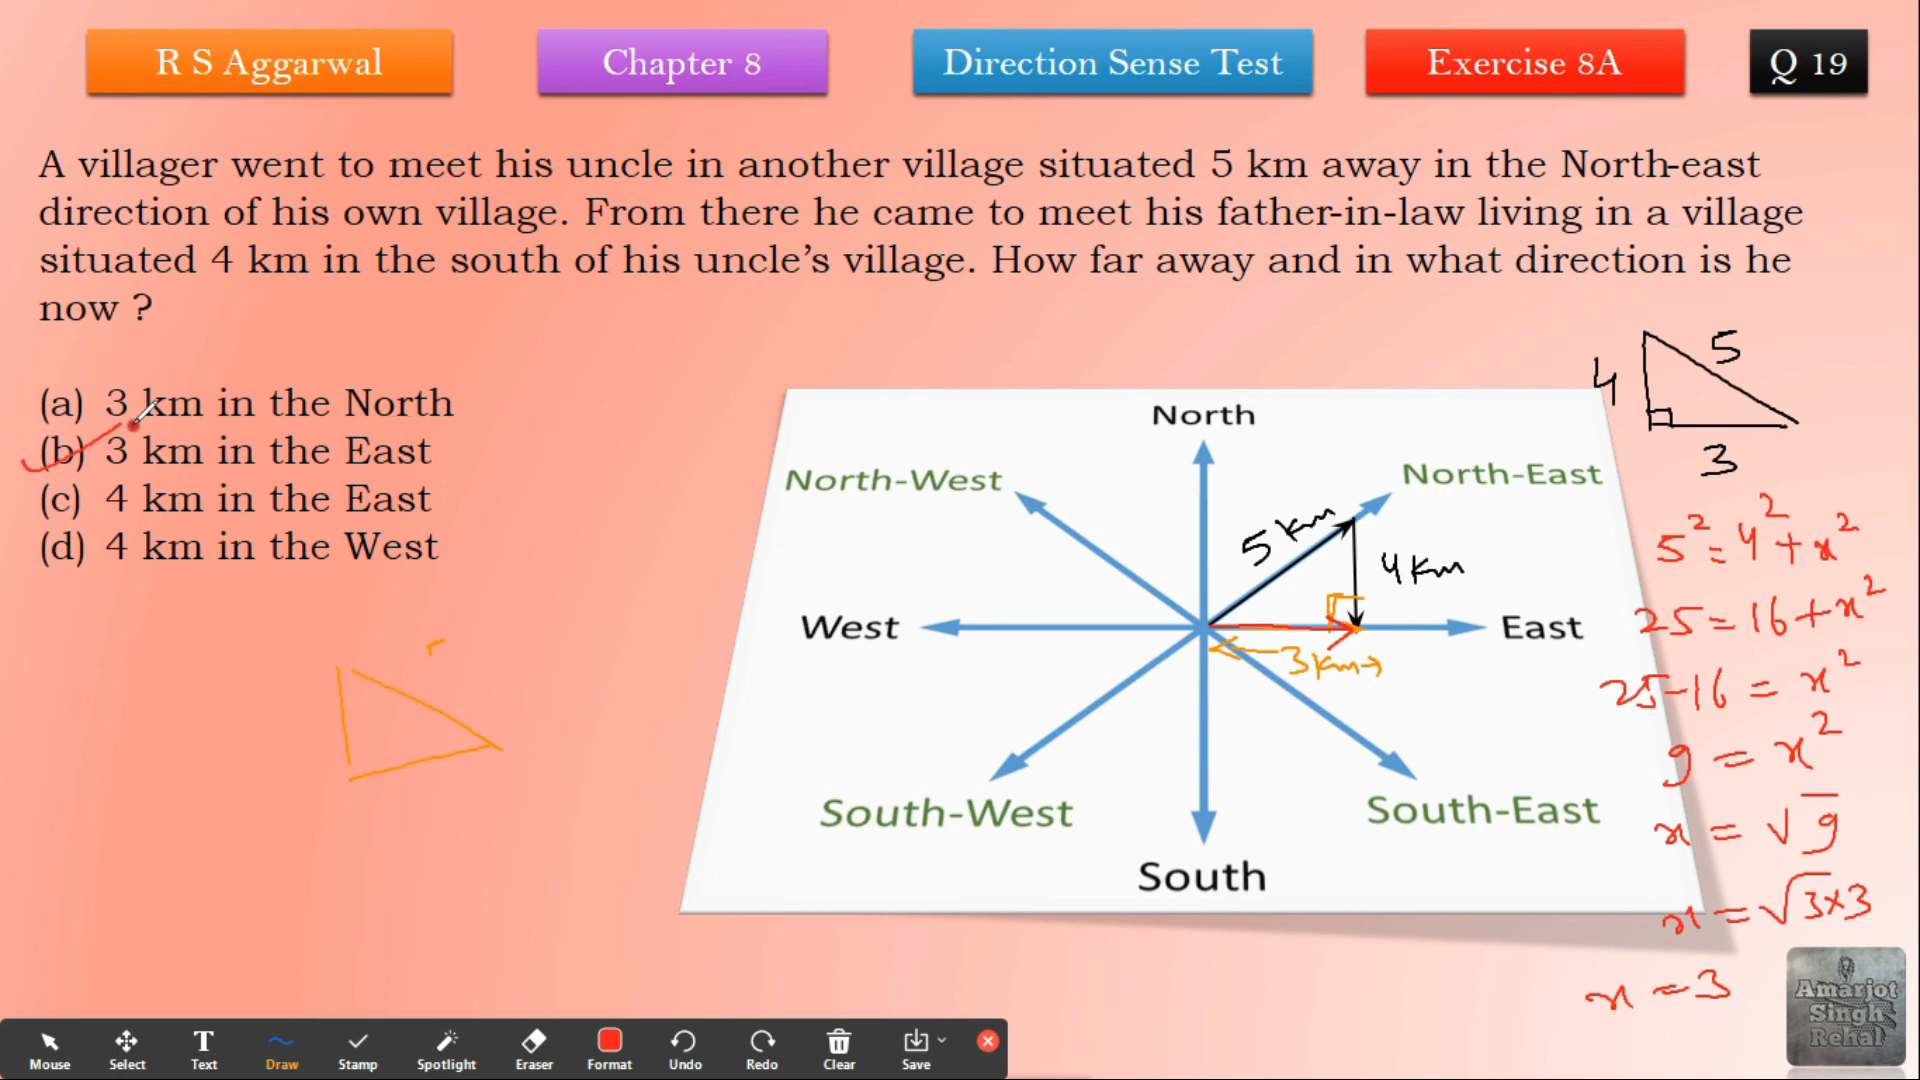 R S Aggarwal
Chapter 8
Direction Sense Test
Exercise 8A
Q 19
A villager went to meet his uncle in another village situated 5 km away in the North-east
direction of his own village. From there he came to meet his father-in-law living in a village
situated 4 km in the south of his uncle’s village. How far away and in what direction is he
now ?
(a) 3 km in the North
(b) 3 km in the East
(c) 4 km in the East
(d) 4 km in the West
North
North-West
North-East
West
East
South-West
South-East
South
5 km
4 km
3 km
4
5
3
5² = 4² + x²
25 = 16 + x²
25 - 16 = x²
9 = x²
x = √9
x = √3×3
x = 3
Amarjot
Singh
Rehal
Mouse
Select
Text
Draw
Stamp
Spotlight
Eraser
Format
Undo
Redo
Clear
Save